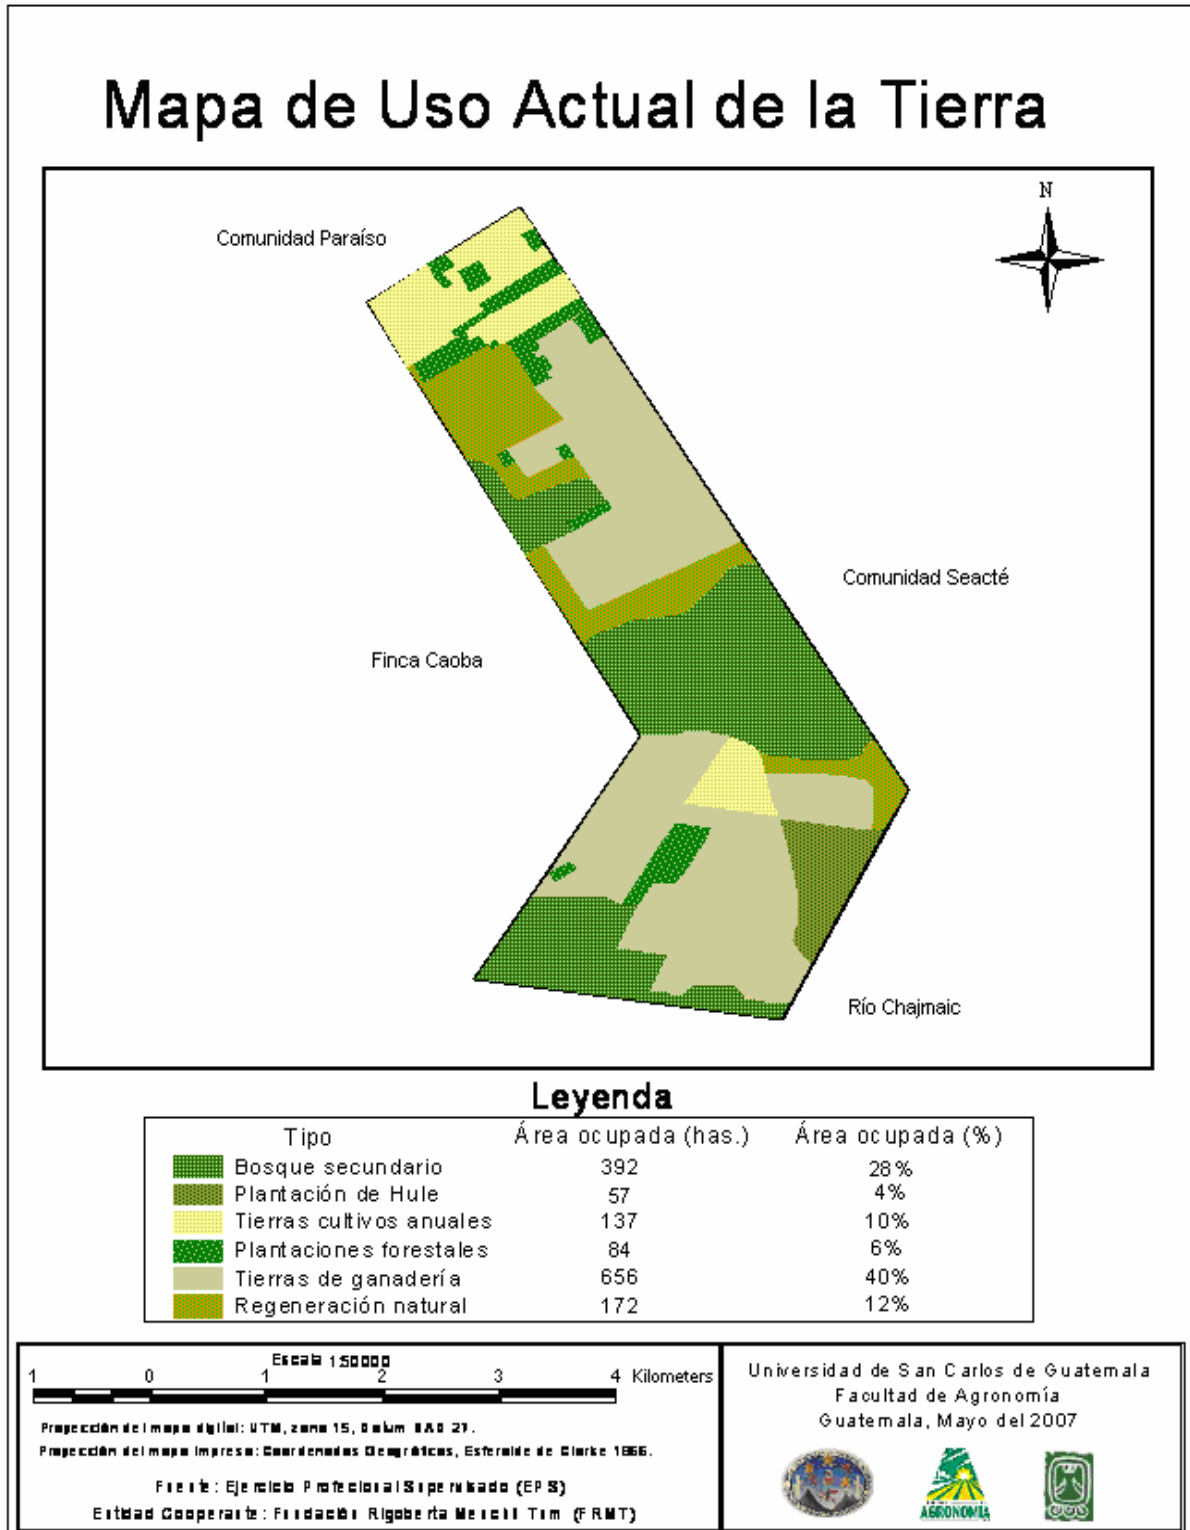 Mapa de Uso Actual de la Tierra
N
Comunidad Paraíso
Comunidad Seacté
Finca Caoba
Río Chajmaic
Leyenda
Tipo Área ocupada (has.) Área ocupada (%)
Bosque secundario 392 28%
Plantación de Hule 57 4%
Tierras cultivos anuales 137 10%
Plantaciones forestales 84 6%
Tierras de ganadería 656 40%
Regeneración natural 172 12%
Escala 1:50000
1 0 1 2 3 4 Kilometers
Proyección del mapa digital: UTM, zona 15, Datum NAD 27.
Proyección del mapa impreso: Coordenadas Geográficas, Esferoide de Clarke 1866.
Fuente: Ejercicio Profesional Supervisado (EPS)
Entidad Cooperante: Fundación Rigoberta Menchú Tum (FRMT)
Universidad de San Carlos de Guatemala
Facultad de Agronomía
Guatemala, Mayo del 2007
AGRONOMIA